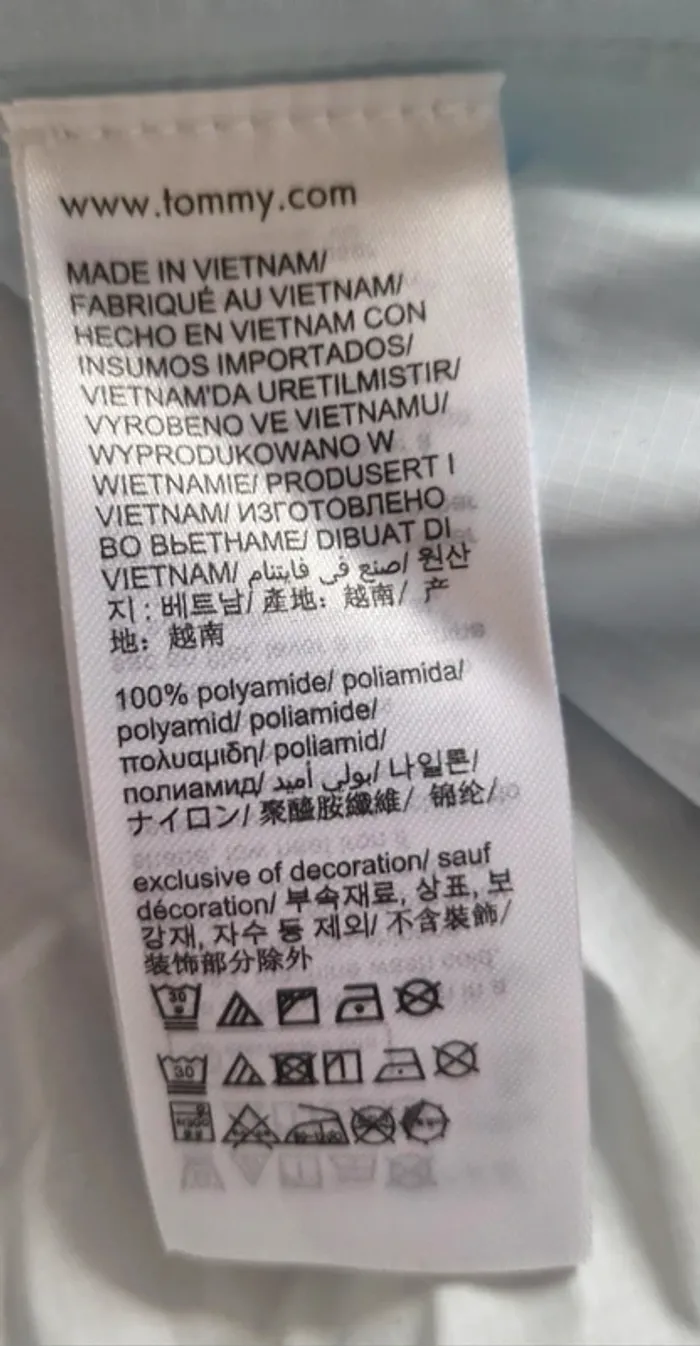 www.tommy.com
MADE IN VIETNAM/
FABRIQUÉ AU VIETNAM/
HECHO EN VIETNAM CON
INSUMOS IMPORTADOS/
VIETNAM'DA URETILMISTIR/
VYROBENO VE VIETNAMU/
WYPRODUKOWANO W
WIETNAMIE/ PRODUSERT I
VIETNAM/ ИЗГОТОВЛЕНО
ВО ВЬЕТНАМЕ/ DIBUAT DI
VIETNAM/ صنع في فايتنام/ 원산
지 : 베트남/ 產地：越南/ 产
地：越南
100% polyamide/ poliamida/
polyamid/ poliamide/
πολυαμιδη/ poliamid/
полиамид/ بولي أميد/ 나일론/
ナイロン/ 聚醯胺纖維/ 锦纶/
exclusive of decoration/ sauf
décoration/ 부속재료, 상표, 보
강재, 자수 등 제외/ 不含裝飾/
装饰部分除外
30
30